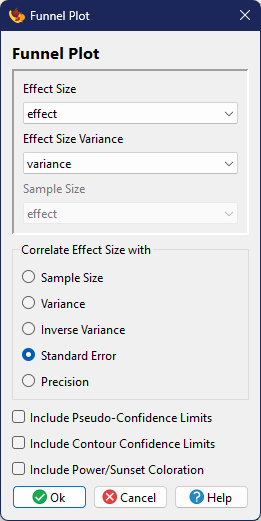 Funnel Plot
Funnel Plot
Effect Size
effect
Effect Size Variance
variance
Sample Size
effect
Correlate Effect Size with
Sample Size
Variance
Inverse Variance
Standard Error
Precision
Include Pseudo-Confidence Limits
Include Contour Confidence Limits
Include Power/Sunset Coloration
Ok Cancel Help